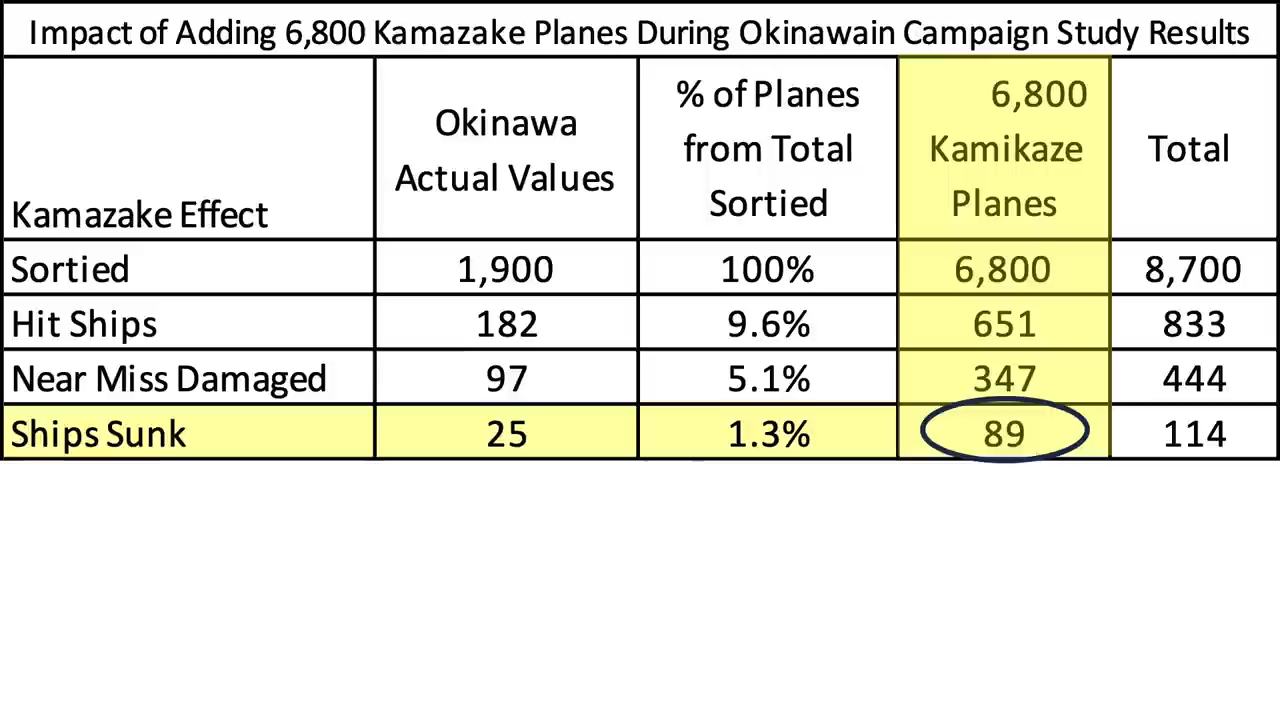 Impact of Adding 6,800 Kamazake Planes During Okinawain Campaign Study Results
Kamazake Effect
Okinawa
Actual Values
% of Planes
from Total
Sortied
6,800
Kamikaze
Planes
Total
Sortied 1,900 100% 6,800 8,700
Hit Ships 182 9.6% 651 833
Near Miss Damaged 97 5.1% 347 444
Ships Sunk 25 1.3% 89 114